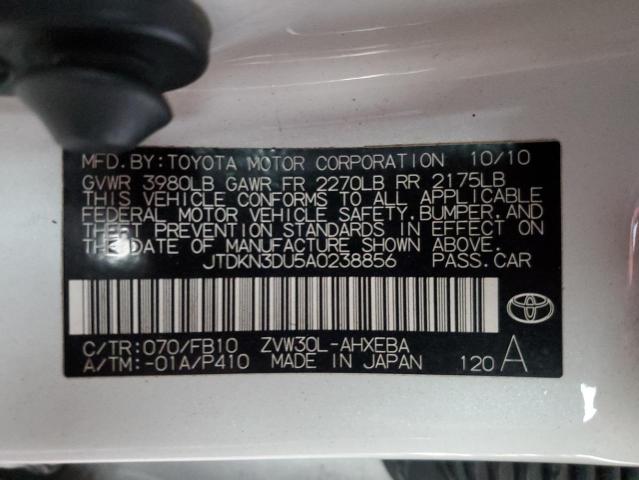 MFD.BY:TOYOTA MOTOR CORPORATION 10/10
GVWR 3980LB GAWR FR 2270LB RR 2175LB
THIS VEHICLE CONFORMS TO ALL APPLICABLE
FEDERAL MOTOR VEHICLE SAFETY,BUMPER,AND
THEFT PREVENTION STANDARDS IN EFFECT ON
THE DATE OF MANUFACTURE SHOWN ABOVE.
JTDKN3DU5A0238856 PASS.CAR
C/TR:070/FB10 ZVW30L-AHXEBA
A/TM:-01A/P410 MADE IN JAPAN 120 A